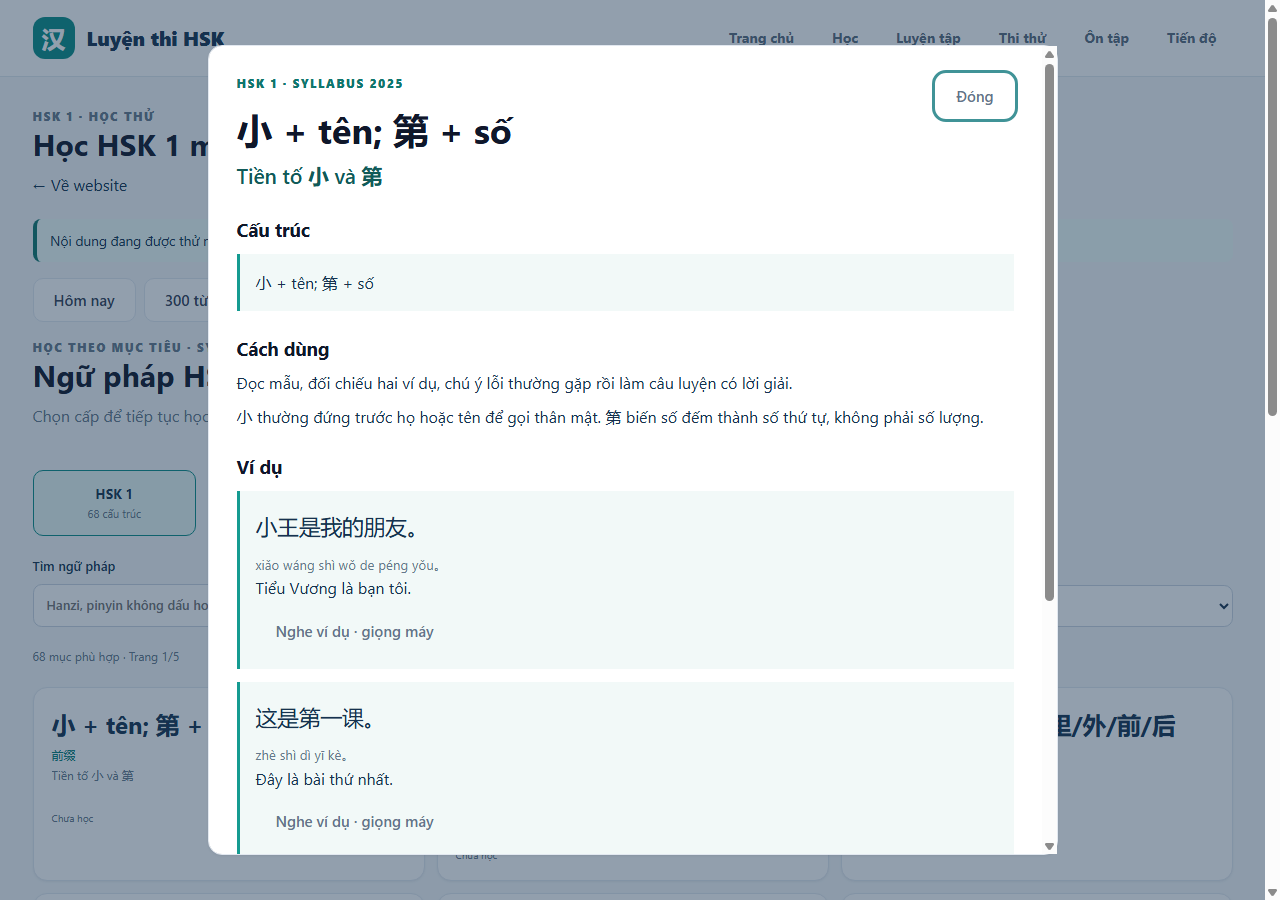 汉 Luyện thi HSK
Trang chủ Học Luyện tập Thi thử Ôn tập Tiến độ
HSK 1 · HỌC THỬ
Học HSK 1
← Về website
Nội dung đang được thử
Hôm nay 300 từ
HỌC THEO MỤC TIÊU
Ngữ pháp
Chọn cấp để tiếp tục học
HSK 1
68 cấu trúc
Tìm ngữ pháp
Hanzi, pinyin không dấu
68 mục phù hợp · Trang 1/5
小 + tên; 第 +
前缀
Tiền tố 小 và 第
Chưa học
Chưa học
里/外/前/后
HSK 1 · SYLLABUS 2025
Đóng
小 + tên; 第 + số
Tiền tố 小 và 第
Cấu trúc
小 + tên; 第 + số
Cách dùng
Đọc mẫu, đối chiếu hai ví dụ, chú ý lỗi thường gặp rồi làm câu luyện có lời giải.
小 thường đứng trước họ hoặc tên để gọi thân mật. 第 biến số đếm thành số thứ tự, không phải số lượng.
Ví dụ
小王是我的朋友。
xiǎo wáng shì wǒ de péng yǒu。
Tiểu Vương là bạn tôi.
Nghe ví dụ · giọng máy
这是第一课。
zhè shì dì yī kè。
Đây là bài thứ nhất.
Nghe ví dụ · giọng máy